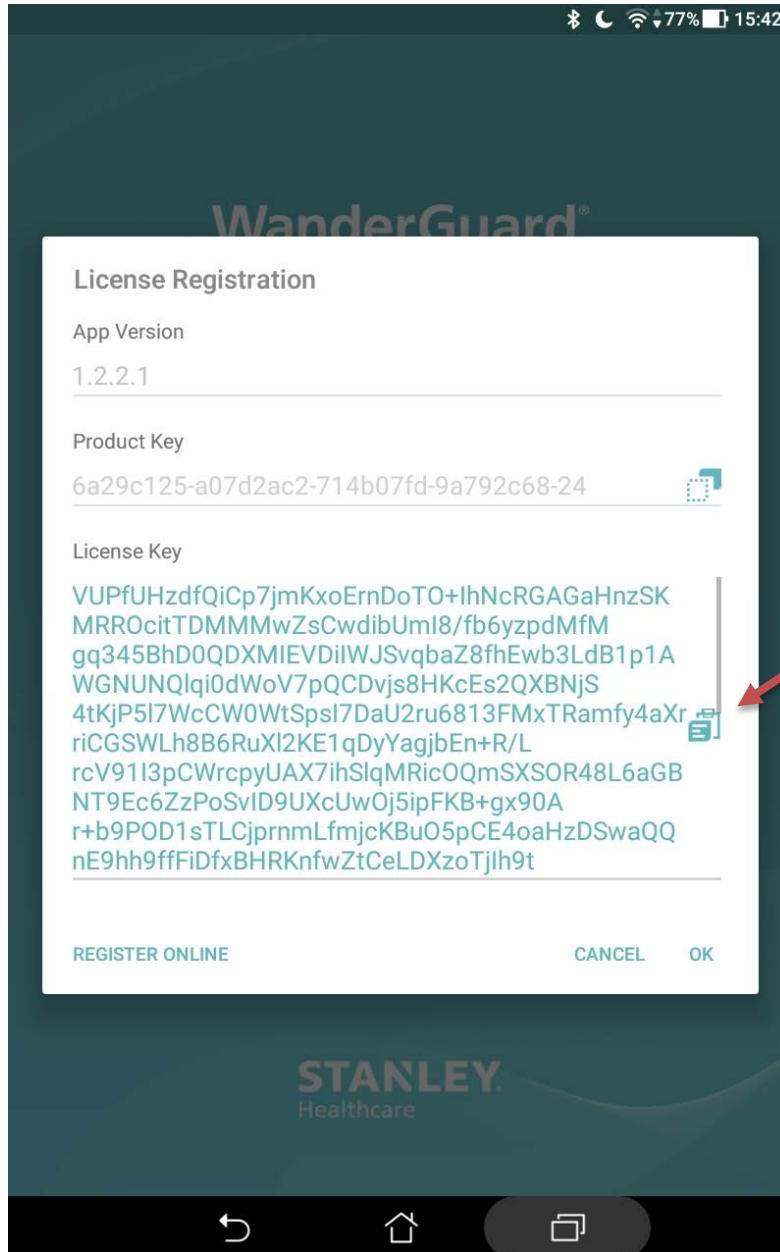 77% 15:42
WanderGuard®
License Registration
App Version
1.2.2.1
Product Key
6a29c125-a07d2ac2-714b07fd-9a792c68-24
License Key
VUPfUHzdfQiCp7jmKxoErnDoTO+IhNcRGAGaHnzSK
MRROcitTDMMMwZsCwdibUmI8/fb6yzpdMfM
gq345BhD0QDXMIEVDiIWJSvqbaZ8fhEwb3LdB1p1A
WGNUNQlqi0dWoV7pQCDvjs8HKcEs2QXBNjS
4tKjP5l7WcCW0WtSpsI7DaU2ru6813FMxTRamfy4aXr
riCGSWLh8B6RuXl2KE1qDyYagjbEn+R/L
rcV91I3pCWrcpyUAX7ihSlqMRicOQmSXSOR48L6aGB
NT9Ec6ZzPoSvID9UXcUwOj5ipFKB+gx90A
r+b9POD1sTLCjprnmLfmjcKBuO5pCE4oaHzDSwaQQ
nE9hh9ffFiDfxBHRKnfwZtCeLDXzoTjIh9t
REGISTER ONLINE CANCEL OK
STANLEY
Healthcare